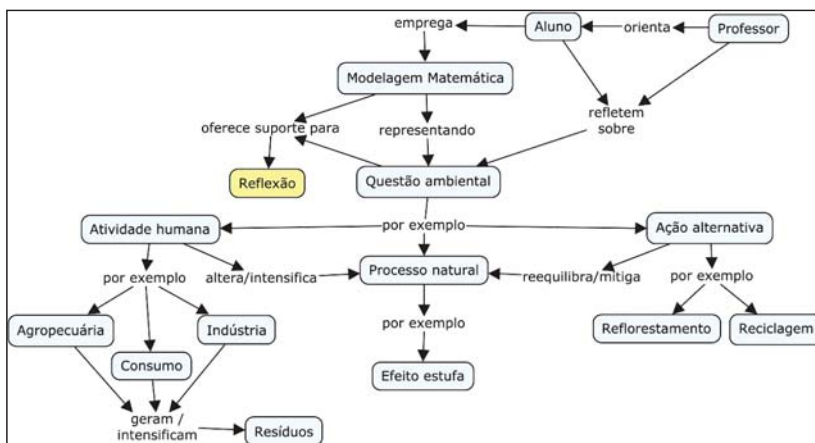 emprega
Aluno
orienta
Professor
Modelagem Matemática
oferece suporte para
representando
refletem
sobre
Reflexão
Questão ambiental
Atividade humana
por exemplo
Ação alternativa
por exemplo
altera/intensifica
Processo natural
reequilibra/mitiga
por exemplo
Agropecuária
Indústria
por exemplo
Reflorestamento
Reciclagem
Consumo
Efeito estufa
geram /
intensificam
Resíduos